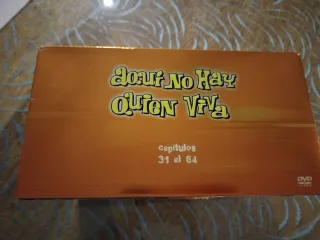 aquí no hay
quien viva
capítulos
31 al 64
DVD